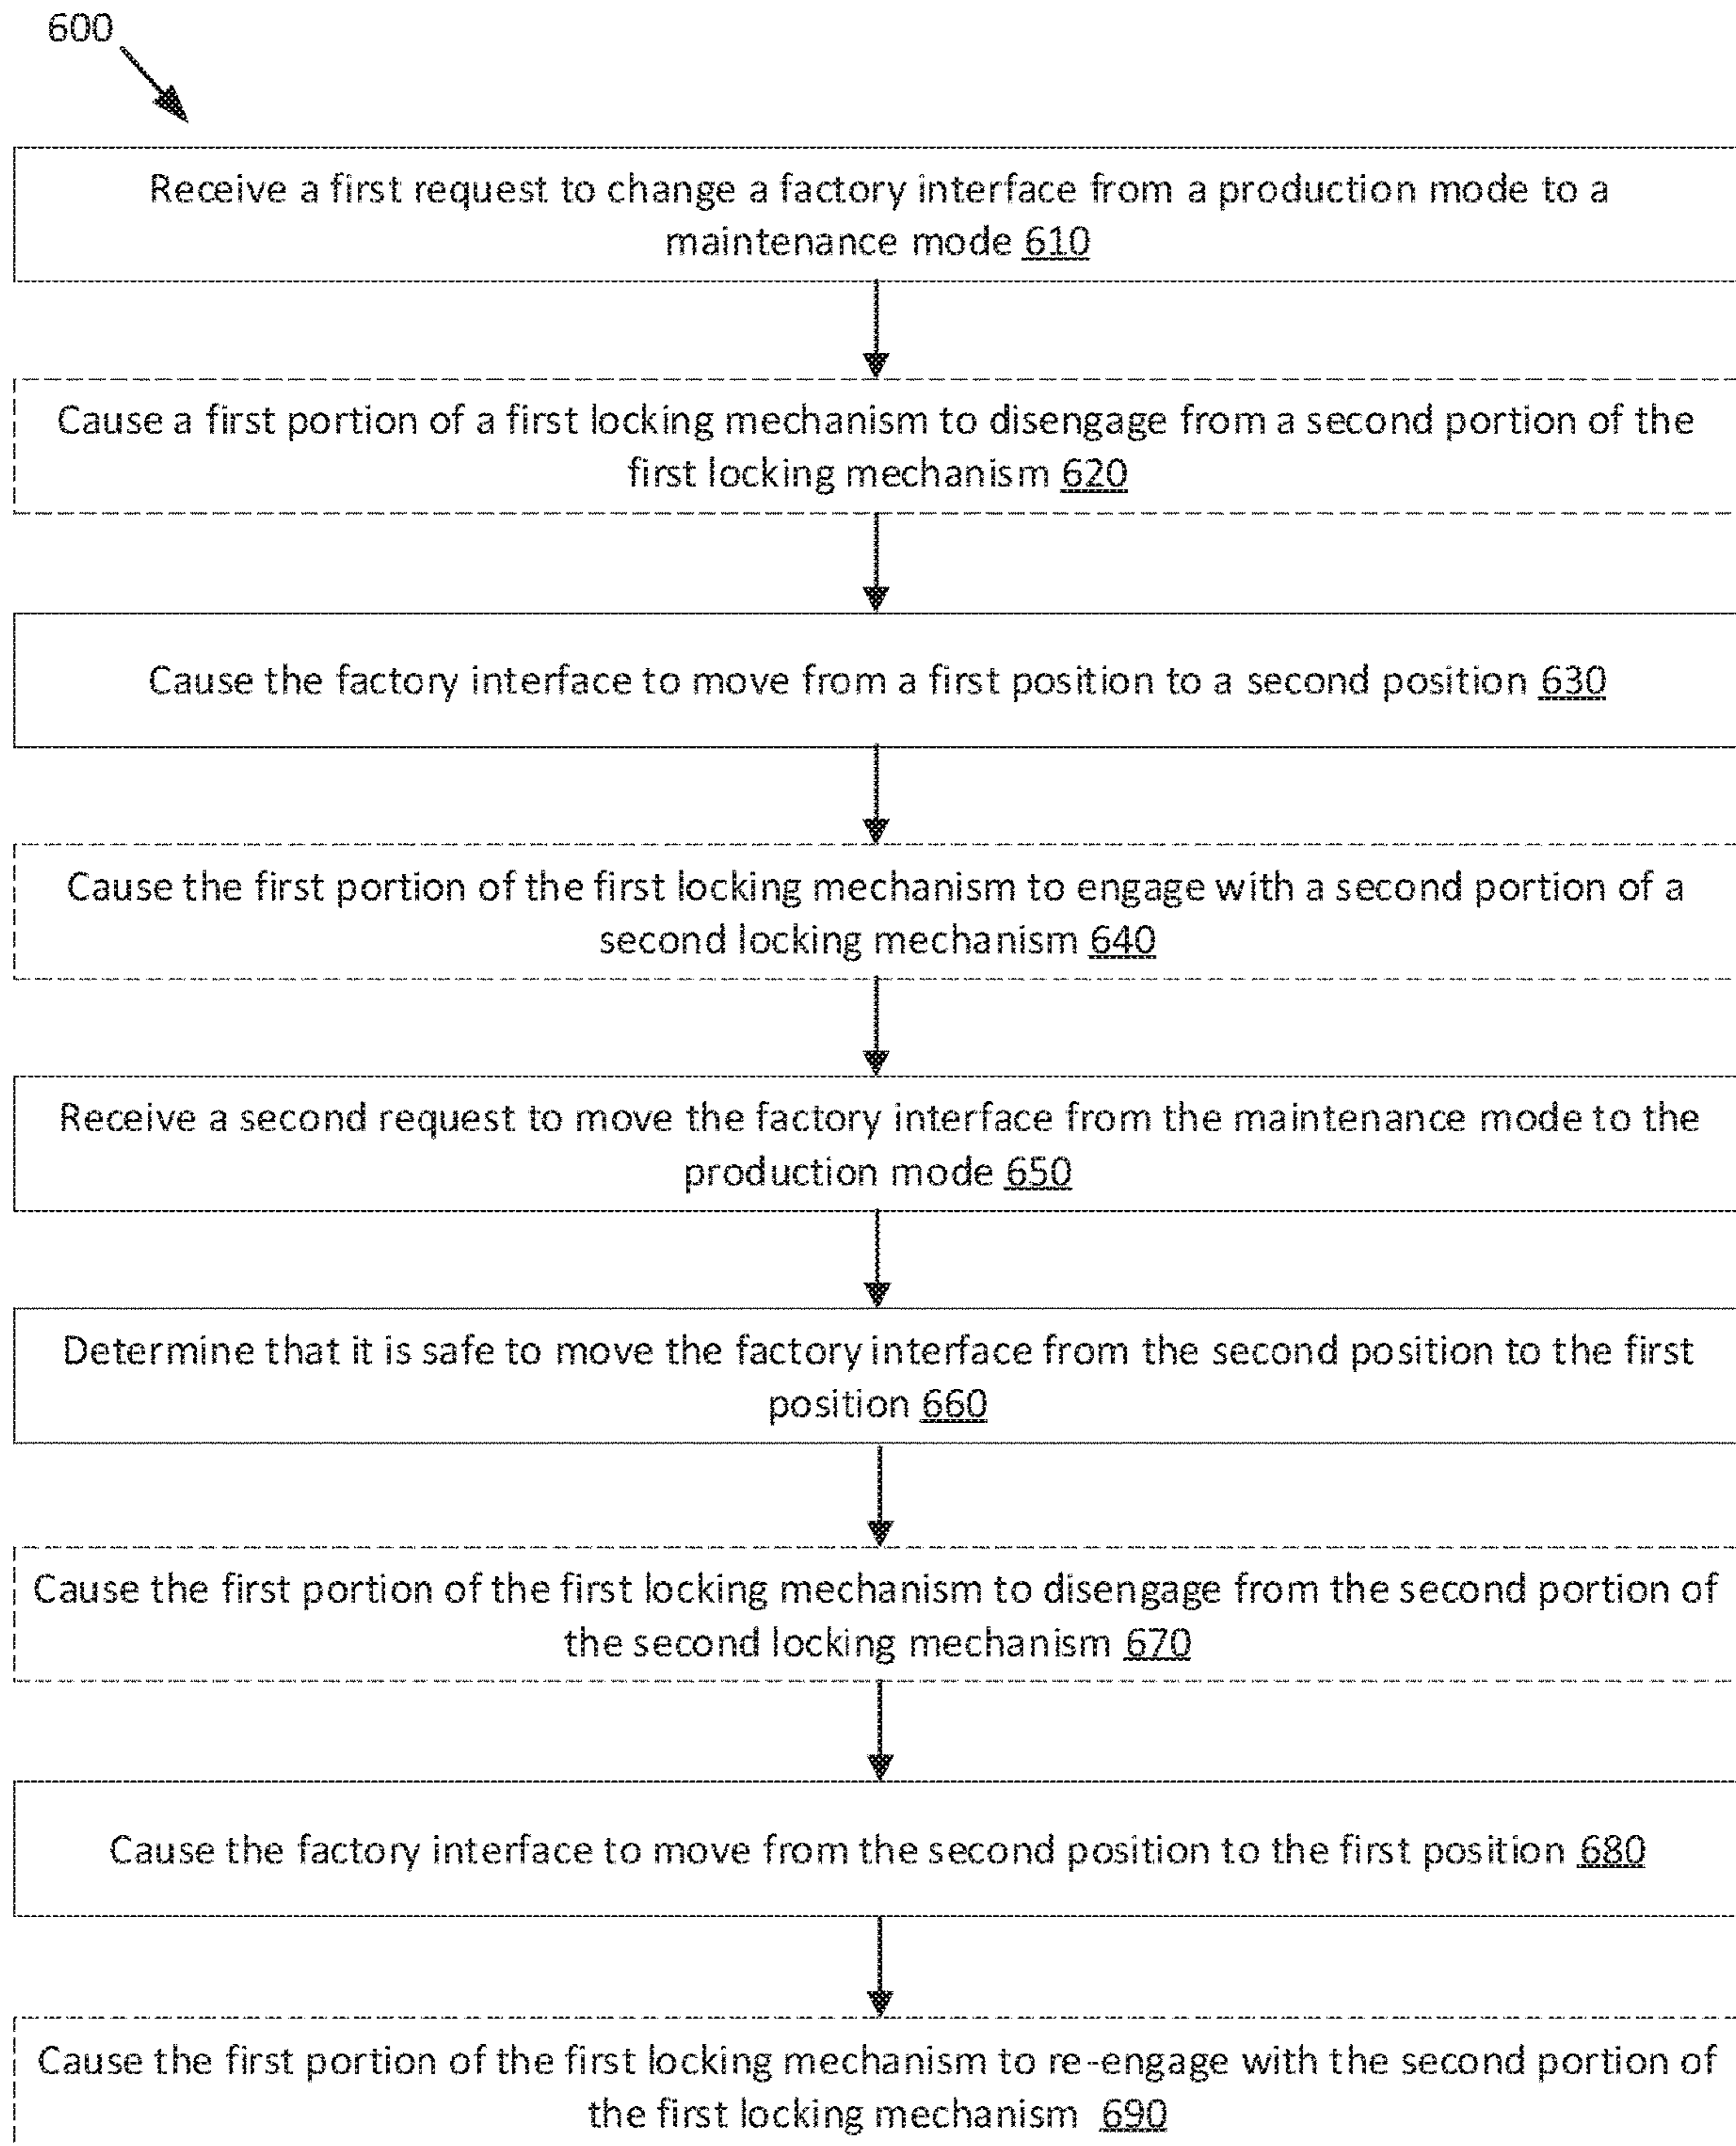 600
Receive a first request to change a factory interface from a production mode to a
maintenance mode 610
Cause a first portion of a first locking mechanism to disengage from a second portion of the
first locking mechanism 620
Cause the factory interface to move from a first position to a second position 630
Cause the first portion of the first locking mechanism to engage with a second portion of a
second locking mechanism 640
Receive a second request to move the factory interface from the maintenance mode to the
production mode 650
Determine that it is safe to move the factory interface from the second position to the first
position 660
Cause the first portion of the first locking mechanism to disengage from the second portion of
the second locking mechanism 670
Cause the factory interface to move from the second position to the first position 680
Cause the first portion of the first locking mechanism to re-engage with the second portion of
the first locking mechanism 690